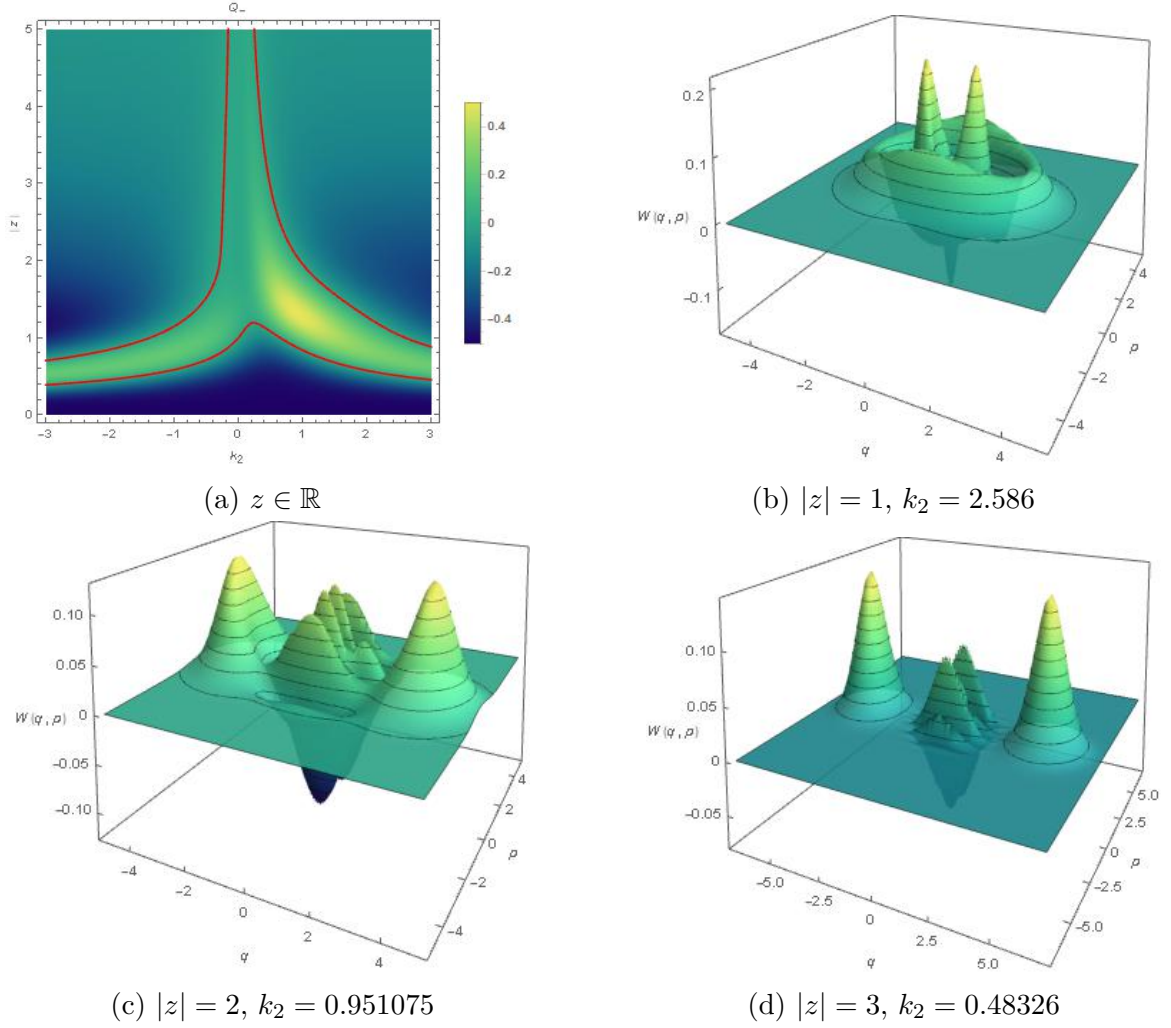 Q₋
5
4
3
2
1
0
|z|
−3 −2 −1 0 1 2 3
k₂
0.4
0.2
0
−0.2
−0.4
(a) z ∈ ℝ
0.2
0.1
W(q,p)
0
−0.1
−4 −2 0 2 4
q
4
2
0
p
−2
−4
(b) |z| = 1, k₂ = 2.586
0.10
0.05
W(q,p)
0
−0.05
−0.10
−4 −2 0 2 4
q
4
2
0
p
−2
−4
(c) |z| = 2, k₂ = 0.951075
0.10
0.05
W(q,p)
0
−0.05
−5.0 −2.5 0 2.5 5.0
q
5.0
2.5
0
p
−2.5
−5.0
(d) |z| = 3, k₂ = 0.48326